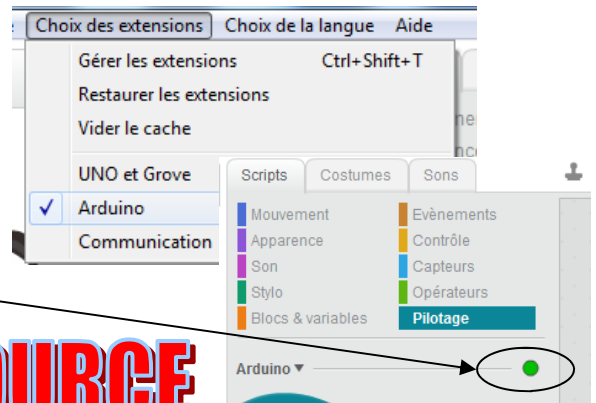 Choix des extensions Choix de la langue Aide
Gérer les extensions Ctrl+Shift+T
Restaurer les extensions
Vider le cache
UNO et Grove
✓ Arduino
Communication
Scripts Costumes Sons
Mouvement Evènements
Apparence Contrôle
Son Capteurs
Stylo Opérateurs
Blocs & variables Pilotage
Arduino ▾
OURCE